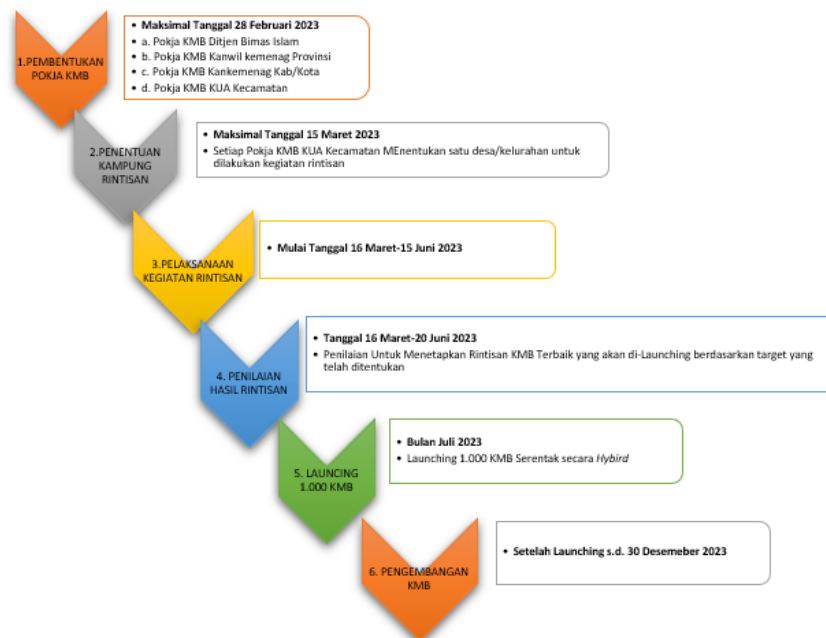 1.PEMBENTUKAN
POKJA KMB
• Maksimal Tanggal 28 Februari 2023
• a. Pokja KMB Ditjen Bimas Islam
• b. Pokja KMB Kanwil kemenag Provinsi
• c. Pokja KMB Kankemenag Kab/Kota
• d. Pokja KMB KUA Kecamatan
2.PENENTUAN
KAMPUNG
RINTISAN
• Maksimal Tanggal 15 Maret 2023
• Setiap Pokja KMB KUA Kecamatan MEnentukan satu desa/kelurahan untuk
dilakukan kegiatan rintisan
3.PELAKSANAAN
KEGIATAN RINTISAN
• Mulai Tanggal 16 Maret-15 Juni 2023
4. PENILAIAN
HASIL RINTISAN
• Tanggal 16 Maret-20 Juni 2023
• Penilaian Untuk Menetapkan Rintisan KMB Terbaik yang akan di-Launching berdasarkan target yang
telah ditentukan
5. LAUNCING
1.000 KMB
• Bulan Juli 2023
• Launching 1.000 KMB Serentak secara Hybird
6. PENGEMBANGAN
KMB
• Setelah Launching s.d. 30 Desemeber 2023